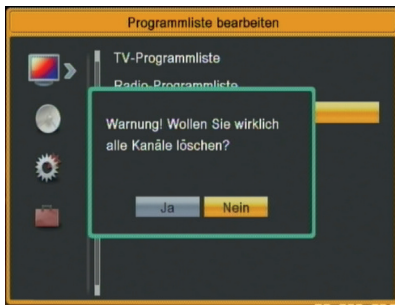 Programmliste bearbeiten
TV-Programmliste
Radio-Programmliste
Warnung! Wollen Sie wirklich
alle Kanäle löschen?
Ja
Nein